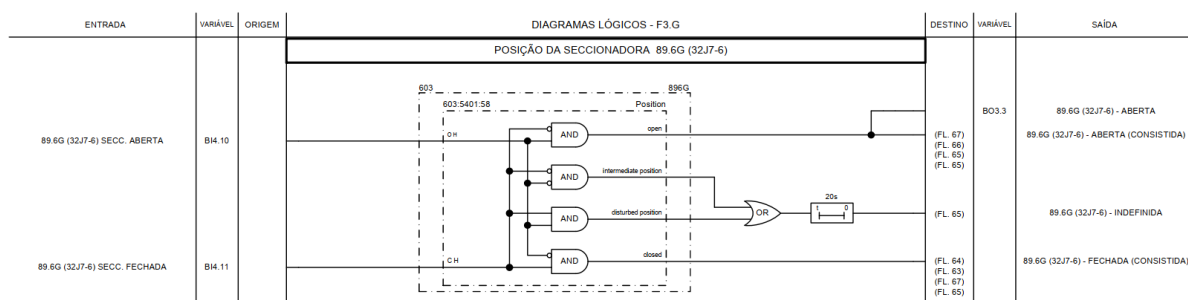 ENTRADA VARIÁVEL ORIGEM DIAGRAMAS LÓGICOS - F3.G DESTINO VARIÁVEL SAÍDA
POSIÇÃO DA SECCIONADORA 89.6G (32J7-6)
603 896G
603:5401:58 Position
BO3.3 89.6G (32J7-6) - ABERTA
89.6G (32J7-6) SECC. ABERTA BI4.10 O H AND open (FL. 67) 89.6G (32J7-6) - ABERTA (CONSISTIDA)
(FL. 66)
(FL. 65)
(FL. 65)
AND intermediate position
20s
t 0
AND disturbed position OR (FL. 65) 89.6G (32J7-6) - INDEFINIDA
89.6G (32J7-6) SECC. FECHADA BI4.11 C H AND closed (FL. 64) 89.6G (32J7-6) - FECHADA (CONSISTIDA)
(FL. 63)
(FL. 67)
(FL. 65)